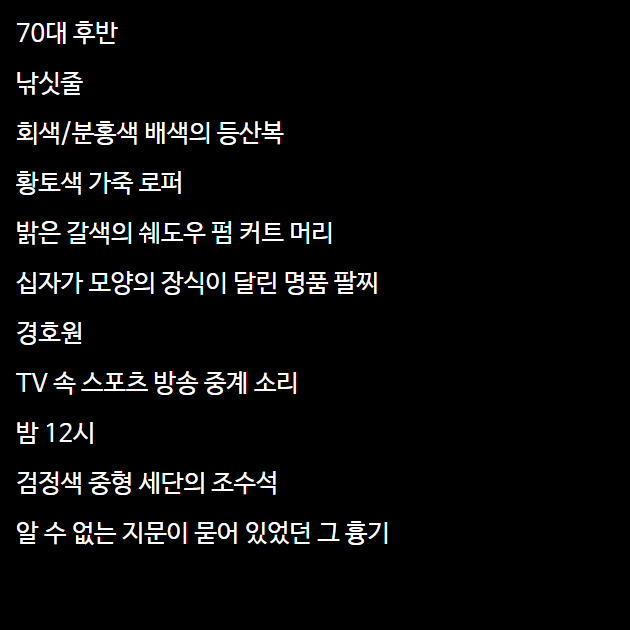 70대 후반
낚싯줄
회색/분홍색 배색의 등산복
황토색 가죽 로퍼
밝은 갈색의 쉐도우 펌 커트 머리
십자가 모양의 장식이 달린 명품 팔찌
경호원
TV 속 스포츠 방송 중계 소리
밤 12시
검정색 중형 세단의 조수석
알 수 없는 지문이 묻어 있었던 그 흉기